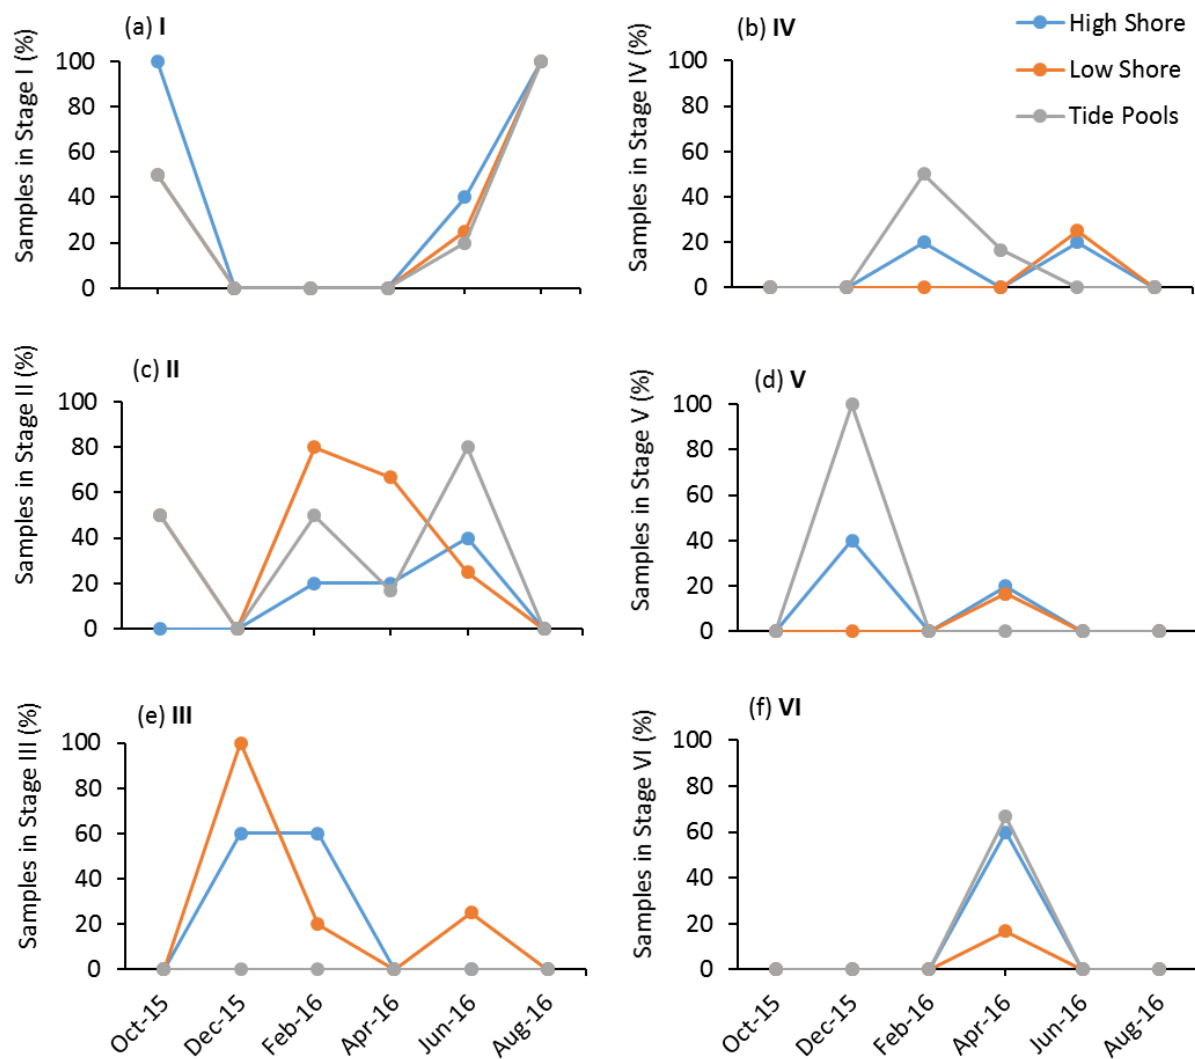 (a) I
Samples in Stage I (%)
100
80
60
40
20
0
(b) IV
Samples in Stage IV (%)
100
80
60
40
20
0
High Shore
Low Shore
Tide Pools
(c) II
Samples in Stage II (%)
100
80
60
40
20
0
(d) V
Samples in Stage V (%)
100
80
60
40
20
0
(e) III
Samples in Stage III (%)
100
80
60
40
20
0
Oct-15
Dec-15
Feb-16
Apr-16
Jun-16
Aug-16
(f) VI
Samples in Stage VI (%)
100
80
60
40
20
0
Oct-15
Dec-15
Feb-16
Apr-16
Jun-16
Aug-16